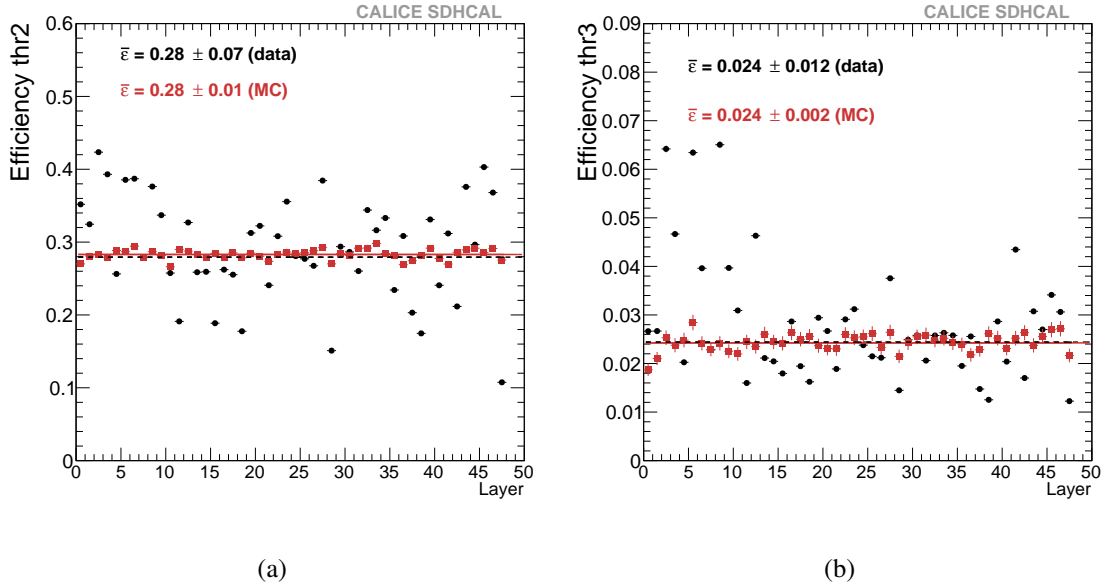 CALICE SDHCAL
Efficiency thr2
ε̅ = 0.28 ± 0.07 (data)
ε̅ = 0.28 ± 0.01 (MC)
0.6
0.5
0.4
0.3
0.2
0.1
0
0 5 10 15 20 25 30 35 40 45 50
Layer
(a)
CALICE SDHCAL
Efficiency thr3
ε̅ = 0.024 ± 0.012 (data)
ε̅ = 0.024 ± 0.002 (MC)
0.09
0.08
0.07
0.06
0.05
0.04
0.03
0.02
0.01
0
0 5 10 15 20 25 30 35 40 45 50
Layer
(b)